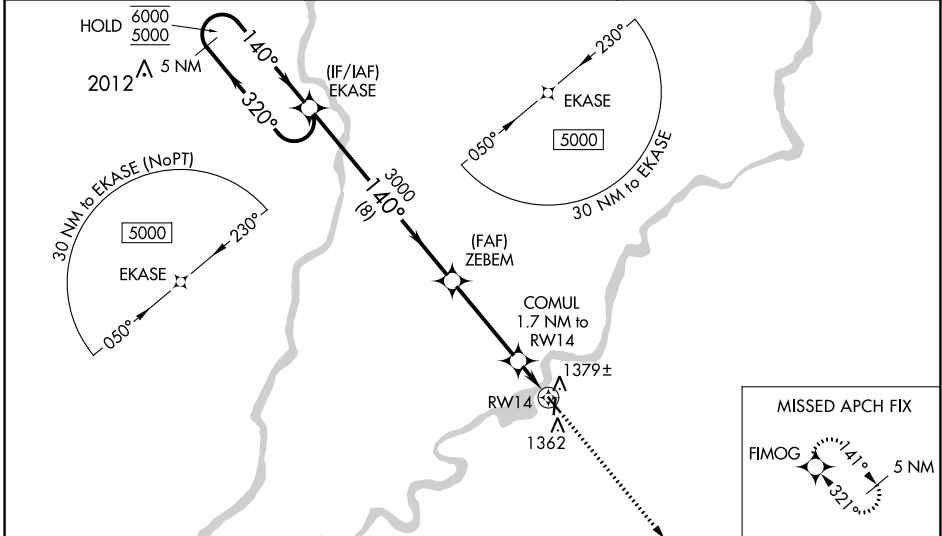 HOLD 6000
5000
2012 5 NM
140°
320°
(IF/IAF)
EKASE
3000
140°
(8)
(FAF)
ZEBEM
COMUL
1.7 NM to
RW14
1379±
RW14
1362
30 NM to EKASE (NoPT)
5000
230°
EKASE
050°
230°
EKASE
050°
5000
30 NM to EKASE
MISSED APCH FIX
FIMOG
141°
5 NM
321°